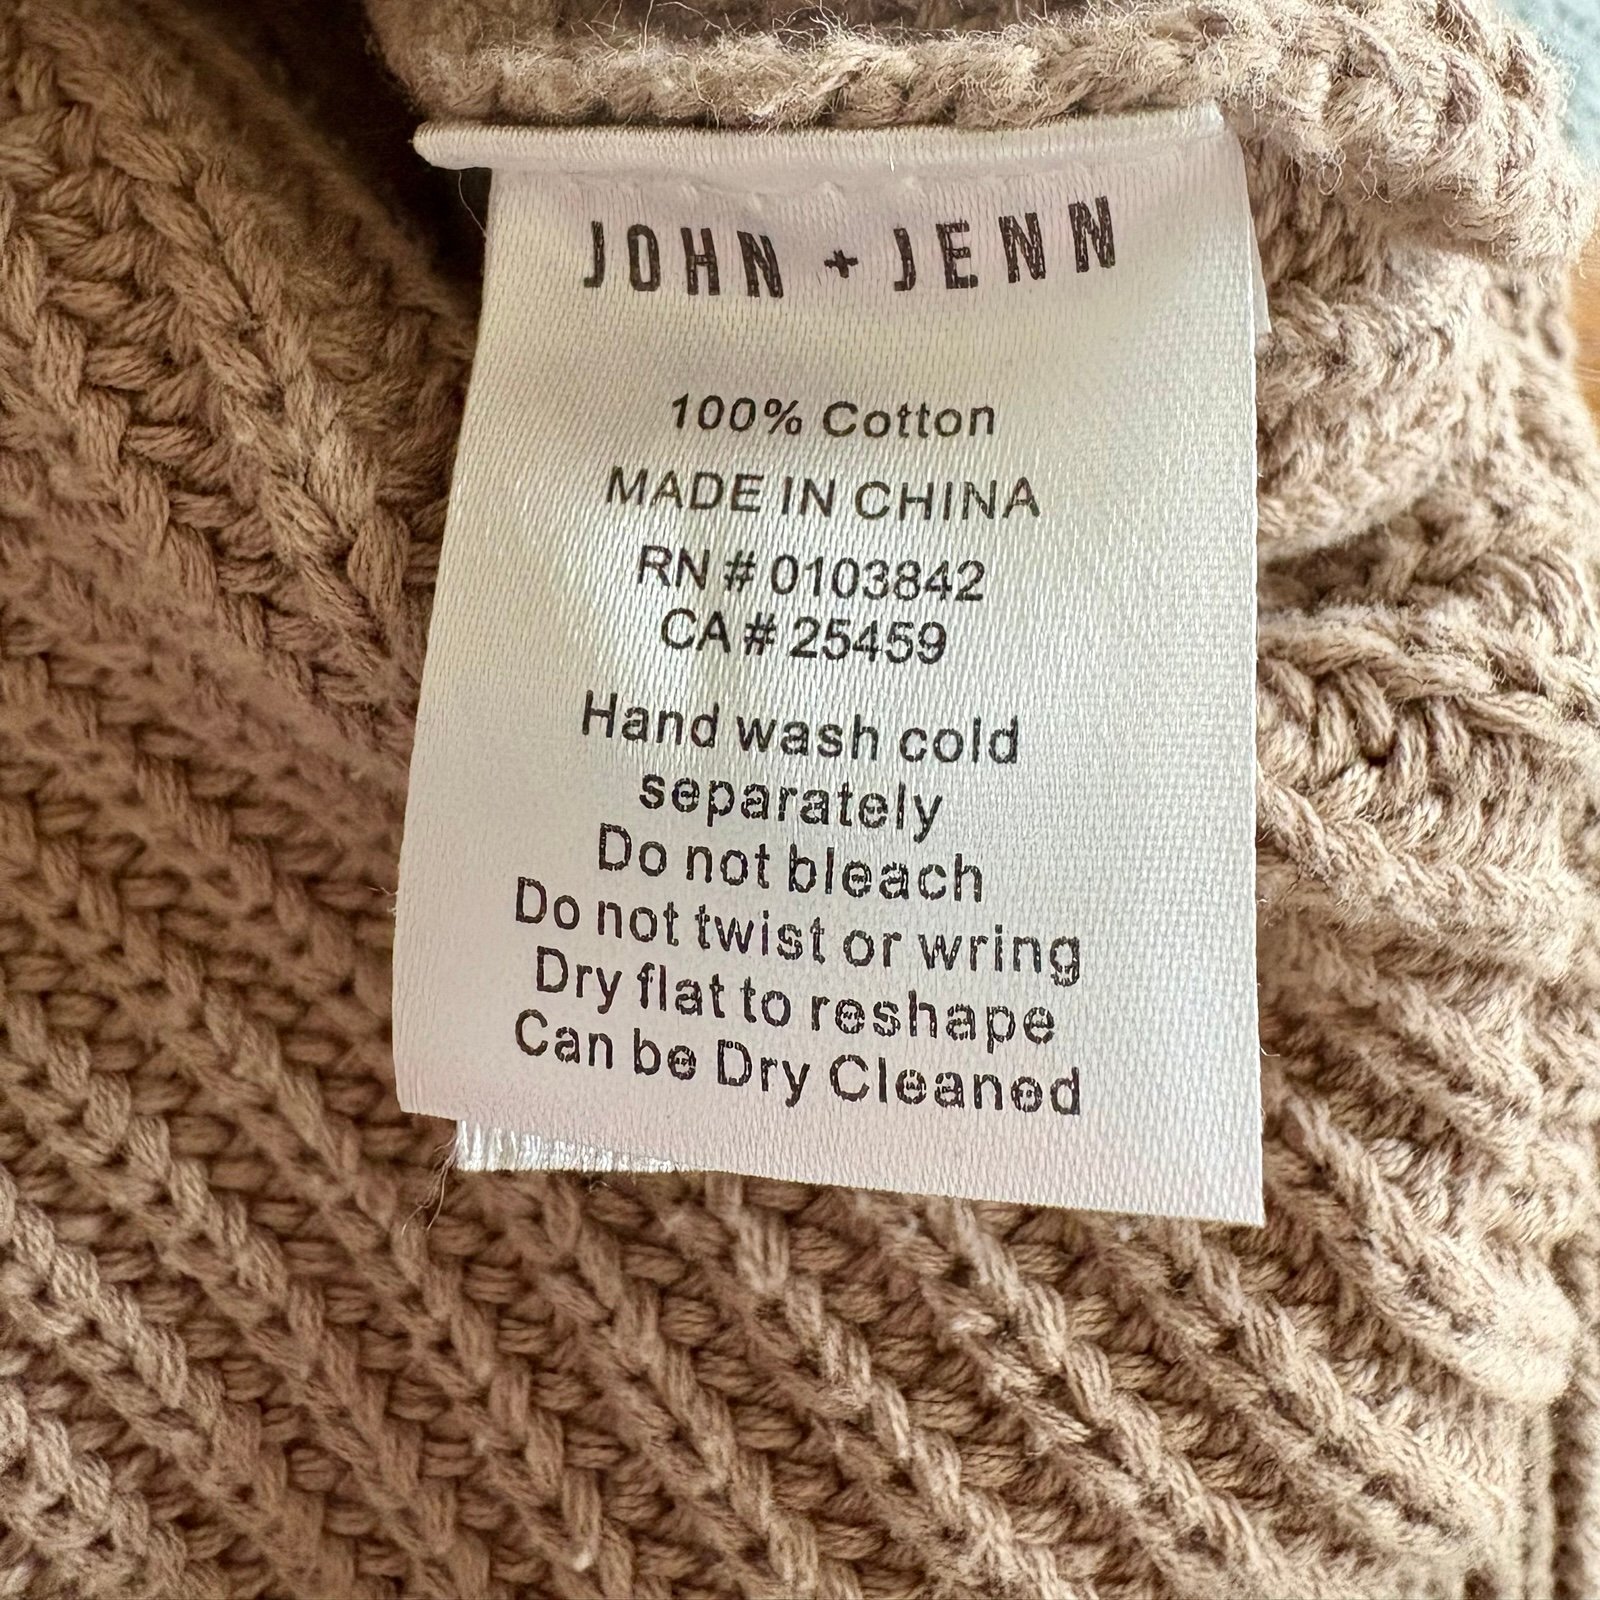 JOHN + JENN
100% Cotton
MADE IN CHINA
RN # 0103842
CA # 25459
Hand wash cold
separately
Do not bleach
Do not twist or wring
Dry flat to reshape
Can be Dry Cleaned